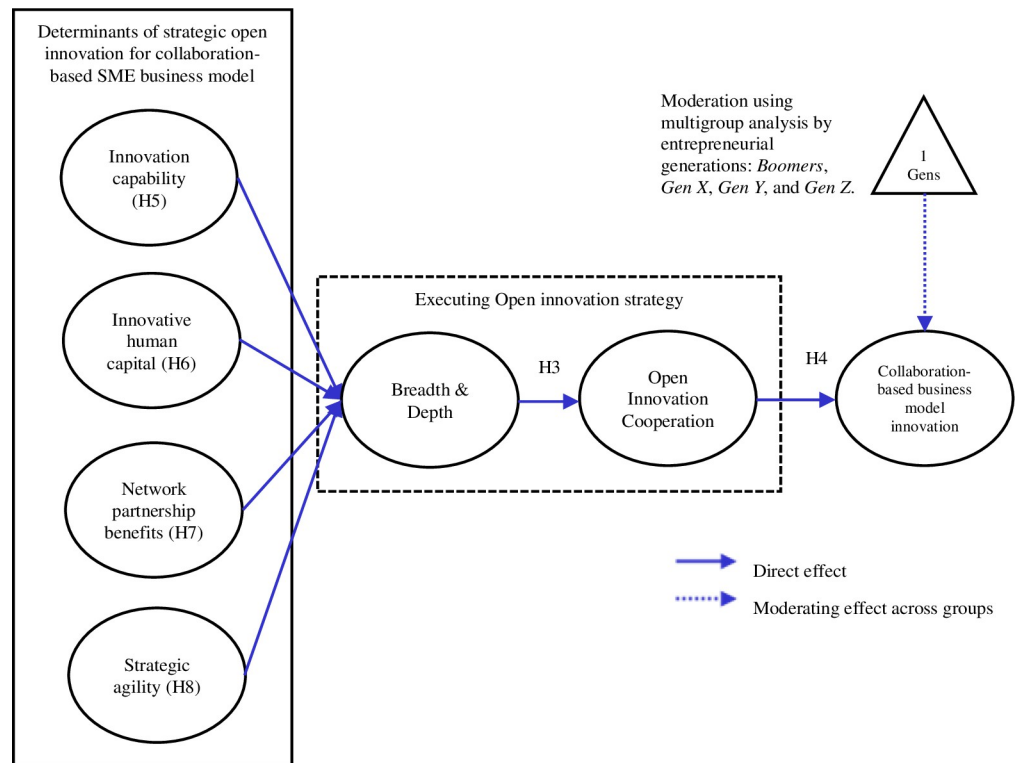 Determinants of strategic open
innovation for collaboration-
based SME business model
Innovation
capability
(H5)
Innovative
human
capital (H6)
Network
partnership
benefits (H7)
Strategic
agility (H8)
Executing Open innovation strategy
Breadth &
Depth
H3
Open
Innovation
Cooperation
H4
Collaboration-
based business
model
innovation
Moderation using
multigroup analysis by
entrepreneurial
generations: Boomers,
Gen X, Gen Y, and Gen Z.
1
Gens
Direct effect
Moderating effect across groups